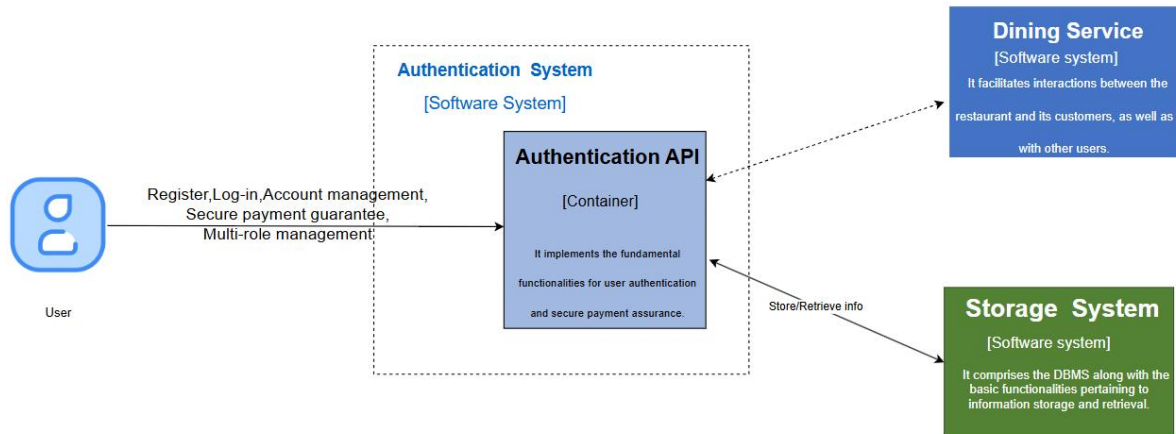 Authentication System
[Software System]
Authentication API
[Container]
It implements the fundamental
functionalities for user authentication
and secure payment assurance.
Register,Log-in,Account management,
Secure payment guarantee,
Multi-role management
User
Dining Service
[Software system]
It facilitates interactions between the
restaurant and its customers, as well as
with other users.
Store/Retrieve info
Storage System
[Software system]
It comprises the DBMS along with the
basic functionalities pertaining to
information storage and retrieval.